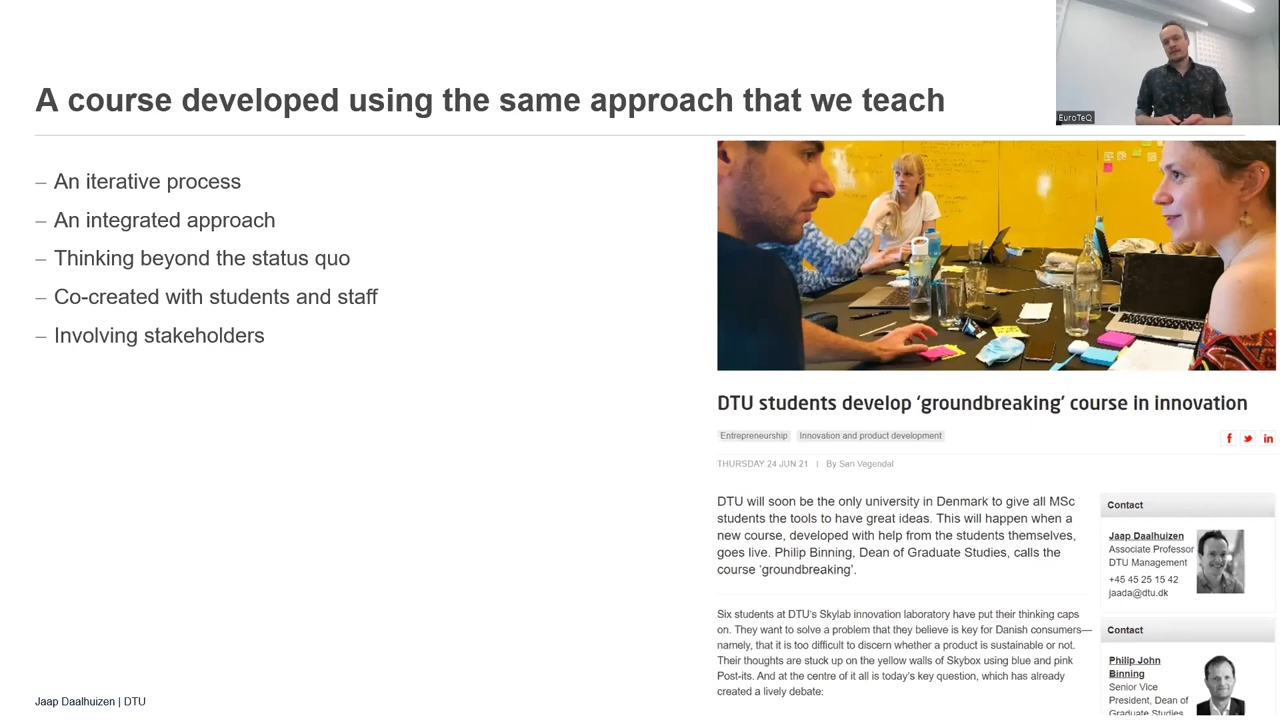 A course developed using the same approach that we teach
EuroTeQ
– An iterative process
– An integrated approach
– Thinking beyond the status quo
– Co-created with students and staff
– Involving stakeholders
DTU students develop ‘groundbreaking’ course in innovation
Entrepreneurship Innovation and product development
THURSDAY 24 JUN 21 | By San Vegendal
DTU will soon be the only university in Denmark to give all MSc
students the tools to have great ideas. This will happen when a
new course, developed with help from the students themselves,
goes live. Philip Binning, Dean of Graduate Studies, calls the
course ‘groundbreaking’.
Six students at DTU’s Skylab innovation laboratory have put their thinking caps
on. They want to solve a problem that they believe is key for Danish consumers—
namely, that it is too difficult to discern whether a product is sustainable or not.
Their thoughts are stuck up on the yellow walls of Skybox using blue and pink
Post-its. And at the centre of it all is today’s key question, which has already
created a lively debate:
Contact
Jaap Daalhuizen
Associate Professor
DTU Management
+45 45 25 15 42
jaada@dtu.dk
Contact
Philip John
Binning
Senior Vice
President, Dean of
Graduate Studies
Jaap Daalhuizen | DTU